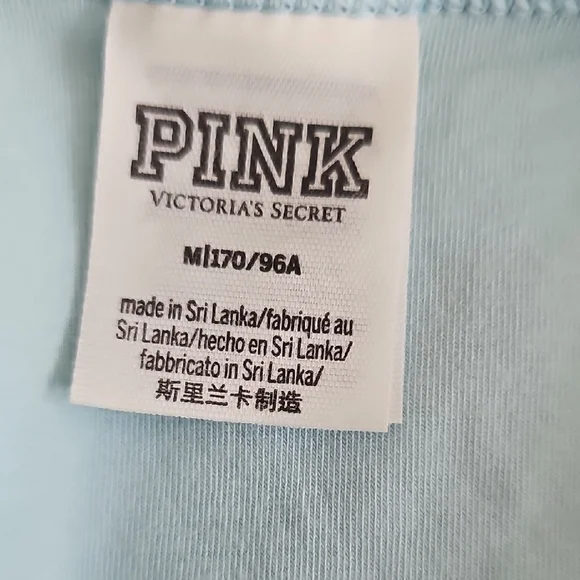 PINK
VICTORIA'S SECRET
M|170/96A
made in Sri Lanka/fabriqué au
Sri Lanka/hecho en Sri Lanka/
fabbricato in Sri Lanka/
斯里兰卡制造